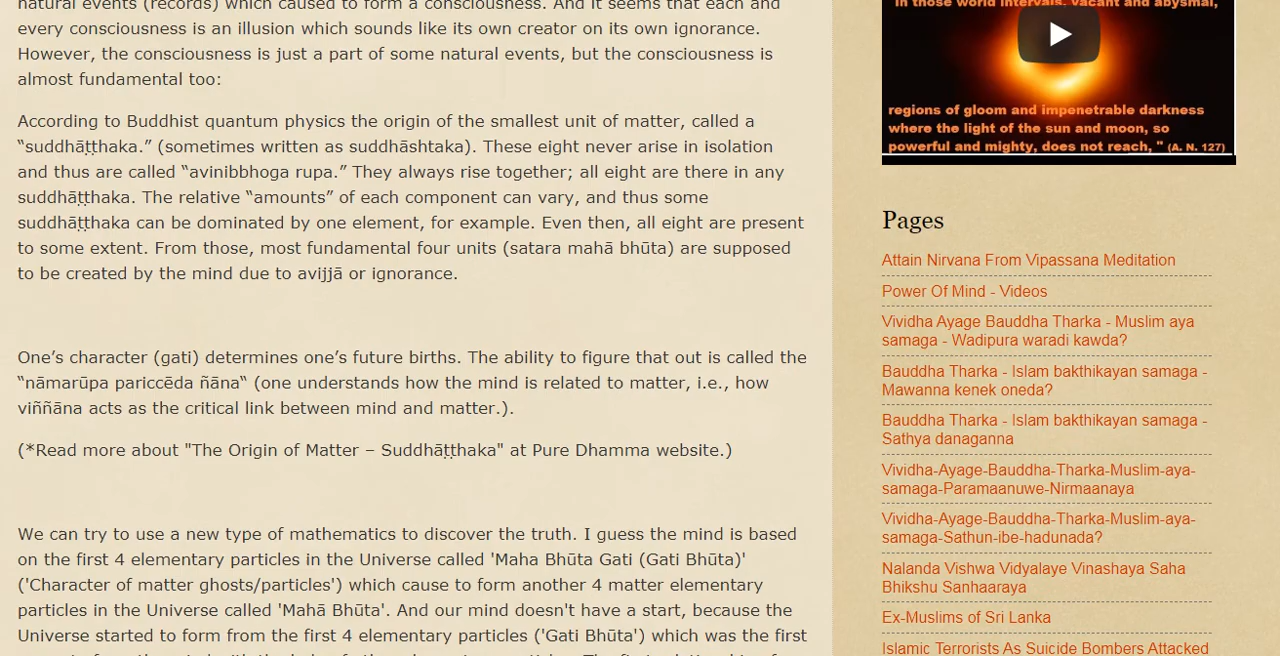 natural events (records) which caused to form a consciousness. And it seems that each and
every consciousness is an illusion which sounds like its own creator on its own ignorance.
However, the consciousness is just a part of some natural events, but the consciousness is
almost fundamental too:
According to Buddhist quantum physics the origin of the smallest unit of matter, called a
“suddhāṭṭhaka.” (sometimes written as suddhāshtaka). These eight never arise in isolation
and thus are called “avinibbhoga rupa.” They always rise together; all eight are there in any
suddhāṭṭhaka. The relative “amounts” of each component can vary, and thus some
suddhāṭṭhaka can be dominated by one element, for example. Even then, all eight are present
to some extent. From those, most fundamental four units (satara mahā bhūta) are supposed
to be created by the mind due to avijjā or ignorance.
One’s character (gati) determines one’s future births. The ability to figure that out is called the
“nāmarūpa pariccēda ñāna“ (one understands how the mind is related to matter, i.e., how
viññāna acts as the critical link between mind and matter.).
(*Read more about "The Origin of Matter – Suddhāṭṭhaka" at Pure Dhamma website.)
We can try to use a new type of mathematics to discover the truth. I guess the mind is based
on the first 4 elementary particles in the Universe called 'Maha Bhūta Gati (Gati Bhūta)'
('Character of matter ghosts/particles') which cause to form another 4 matter elementary
particles in the Universe called 'Mahā Bhūta'. And our mind doesn't have a start, because the
Universe started to form from the first 4 elementary particles ('Gati Bhūta') which was the first
"In those world intervals, vacant and abysmal,
regions of gloom and impenetrable darkness
where the light of the sun and moon, so
powerful and mighty, does not reach, " (A. N. 127)
Pages
Attain Nirvana From Vipassana Meditation
Power Of Mind - Videos
Vividha Ayage Bauddha Tharka - Muslim aya
samaga - Wadipura waradi kawda?
Bauddha Tharka - Islam bakthikayan samaga -
Mawanna kenek oneda?
Bauddha Tharka - Islam bakthikayan samaga -
Sathya danaganna
Vividha-Ayage-Bauddha-Tharka-Muslim-aya-
samaga-Paramaanuwe-Nirmaanaya
Vividha-Ayage-Bauddha-Tharka-Muslim-aya-
samaga-Sathun-ibe-hadunada?
Nalanda Vishwa Vidyalaye Vinashaya Saha
Bhikshu Sanhaaraya
Ex-Muslims of Sri Lanka
Islamic Terrorists As Suicide Bombers Attacked